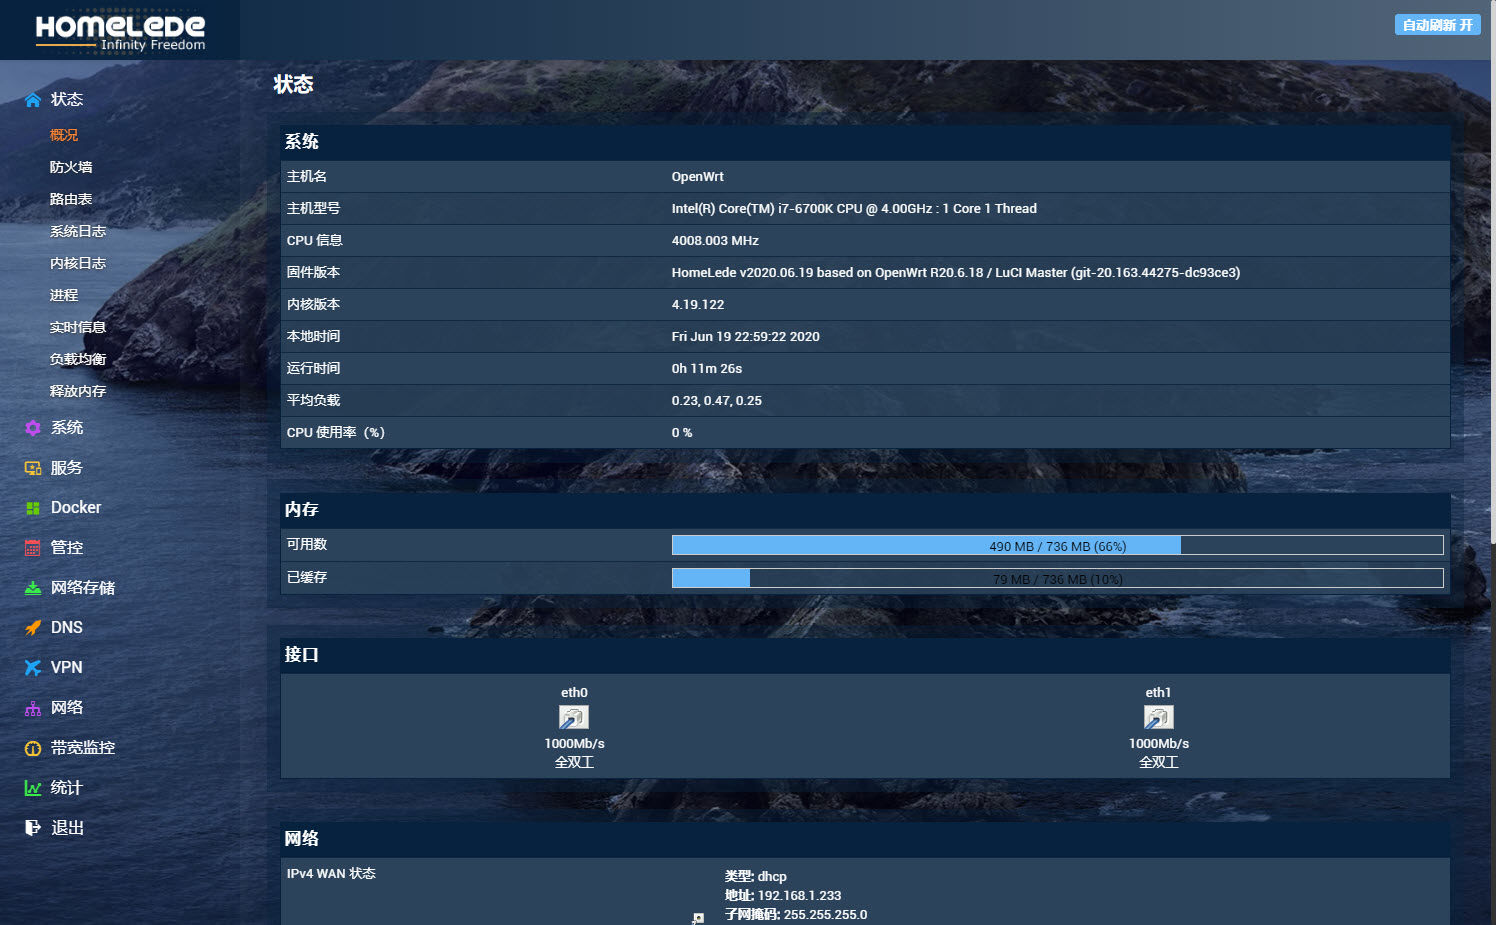 HOMELEDE
Infinity Freedom
自动刷新 开
状态
概况
防火墙
路由表
系统日志
内核日志
进程
实时信息
负载均衡
释放内存
系统
服务
Docker
管控
网络存储
DNS
VPN
网络
带宽监控
统计
退出
状态
系统
主机名 OpenWrt
主机型号 Intel(R) Core(TM) i7-6700K CPU @ 4.00GHz : 1 Core 1 Thread
CPU 信息 4008.003 MHz
固件版本 HomeLede v2020.06.19 based on OpenWrt R20.6.18 / LuCI Master (git-20.163.44275-dc93ce3)
内核版本 4.19.122
本地时间 Fri Jun 19 22:59:22 2020
运行时间 0h 11m 26s
平均负载 0.23, 0.47, 0.25
CPU 使用率（%） 0 %
内存
可用数 490 MB / 736 MB (66%)
已缓存 79 MB / 736 MB (10%)
接口
eth0 eth1
1000Mb/s 1000Mb/s
全双工 全双工
网络
IPv4 WAN 状态 类型: dhcp
地址: 192.168.1.233
子网掩码: 255.255.255.0